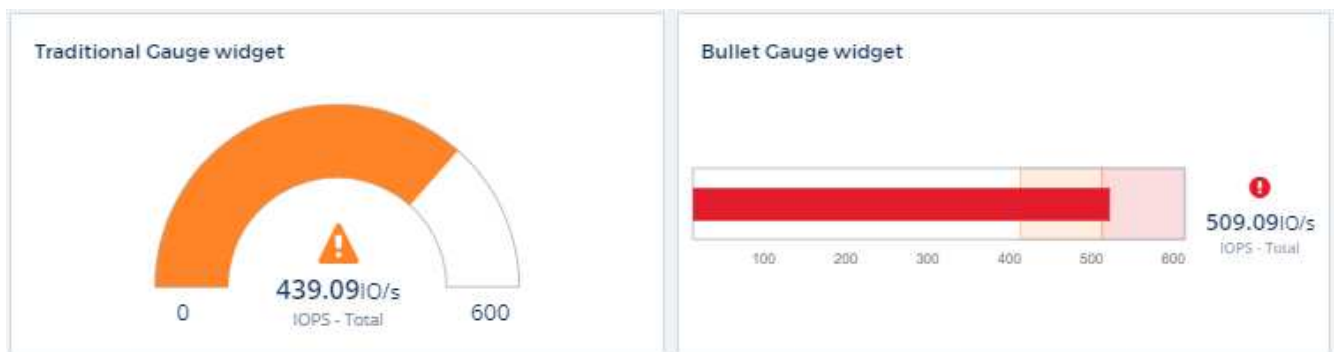 Traditional Gauge widget
439.09IO/s
0
IOPS - Total
600
Bullet Gauge widget
509.09IO/s
IOPS - Total
100 200 300 400 500 600